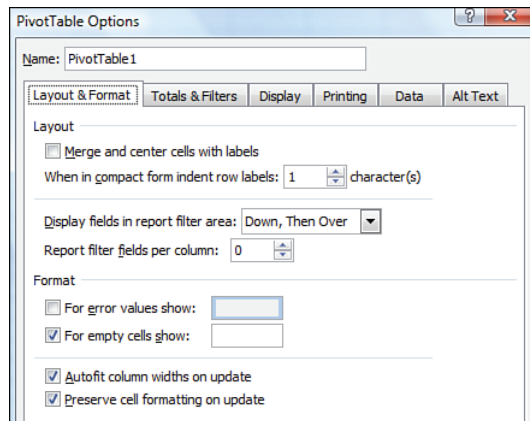 PivotTable Options
Name: PivotTable1
Layout & Format Totals & Filters Display Printing Data Alt Text
Layout
Merge and center cells with labels
When in compact form indent row labels: 1 character(s)
Display fields in report filter area: Down, Then Over
Report filter fields per column: 0
Format
For error values show:
For empty cells show:
Autofit column widths on update
Preserve cell formatting on update